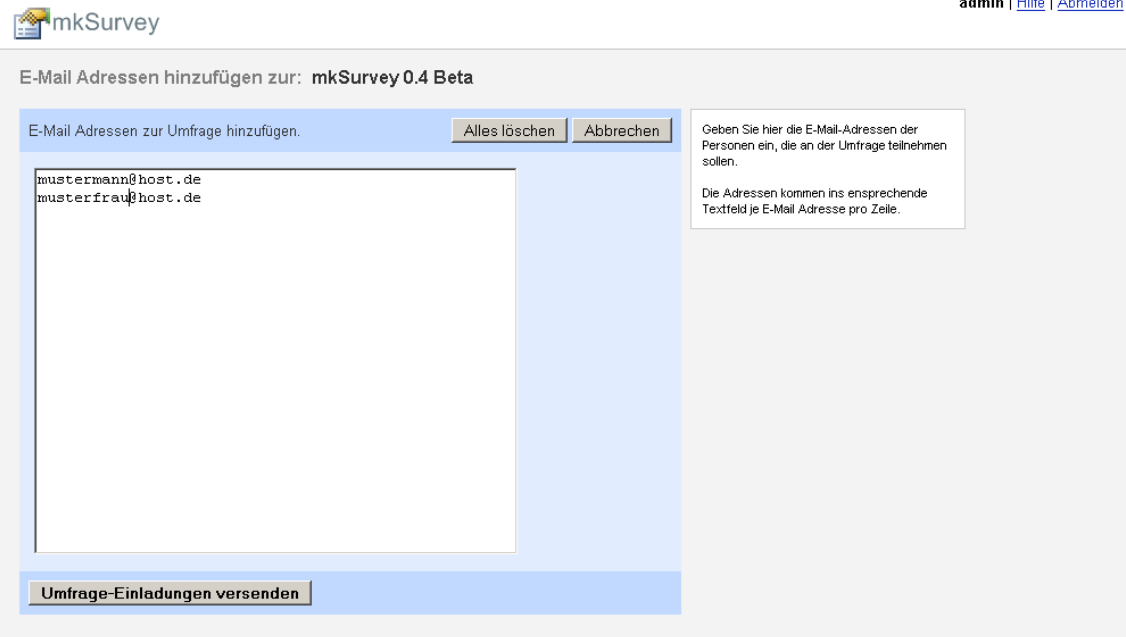 admin | Hilfe | Abmelden
mkSurvey
E-Mail Adressen hinzufügen zur: mkSurvey 0.4 Beta
E-Mail Adressen zur Umfrage hinzufügen.
Alles löschen
Abbrechen
mustermann@host.de
musterfrau@host.de
Geben Sie hier die E-Mail-Adressen der
Personen ein, die an der Umfrage teilnehmen
sollen.
Die Adressen kommen ins ensprechende
Textfeld je E-Mail Adresse pro Zeile.
Umfrage-Einladungen versenden